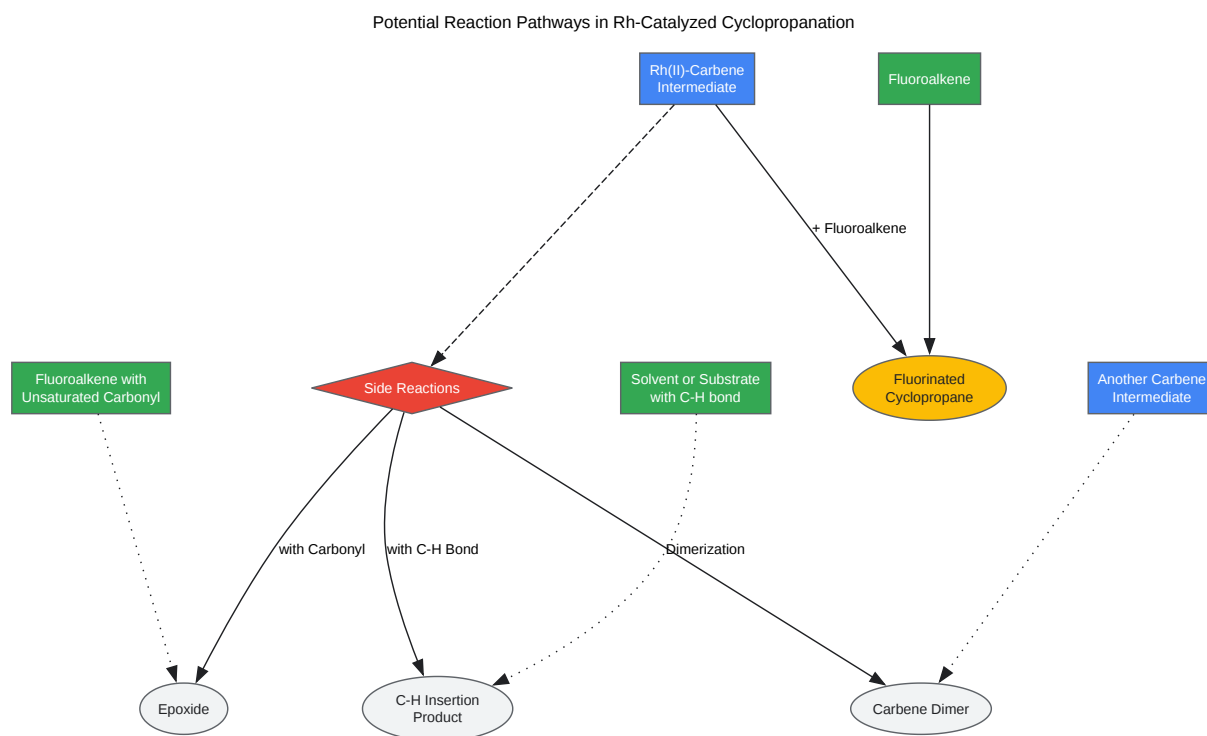 Potential Reaction Pathways in Rh-Catalyzed Cyclopropanation
Rh(II)-Carbene
Intermediate
Fluoroalkene
+ Fluoroalkene
Fluoroalkene with
Unsaturated Carbonyl
Side Reactions
Solvent or Substrate
with C-H bond
Fluorinated
Cyclopropane
Another Carbene
Intermediate
with Carbonyl
with C-H Bond
Dimerization
Epoxide
C-H Insertion
Product
Carbene Dimer